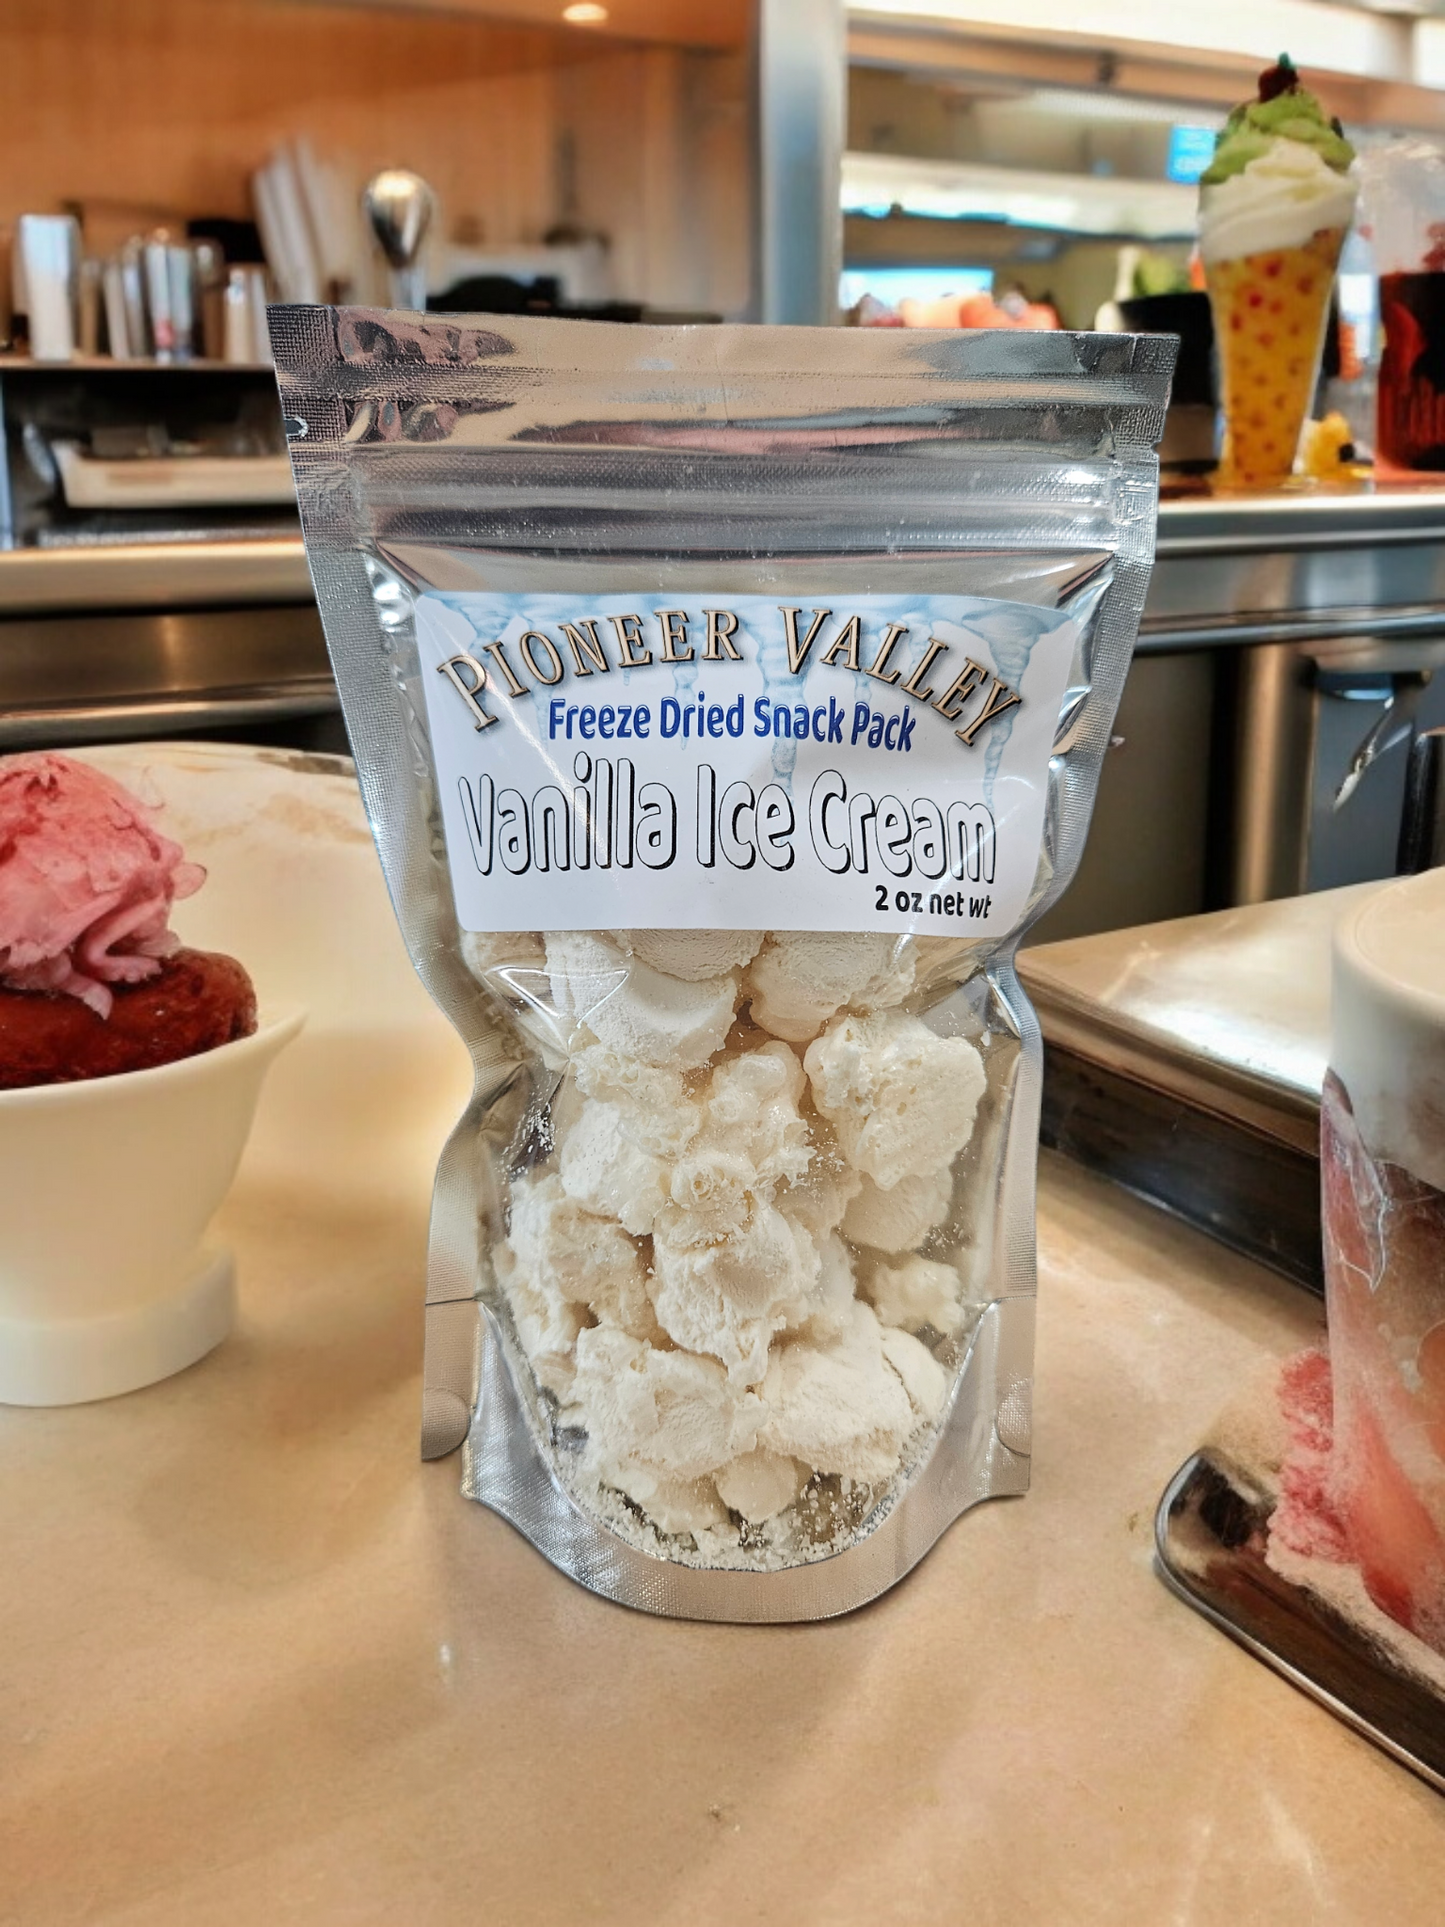 PIONEER VALLEY
Freeze Dried Snack Pack
Vanilla Ice Cream
2 oz net wt